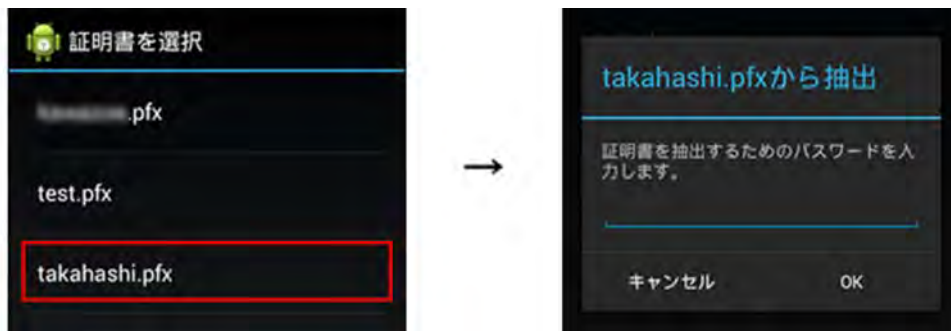 証明書を選択
.pfx
test.pfx
takahashi.pfx
→
takahashi.pfxから抽出
証明書を抽出するためのパスワードを入
力します。
キャンセル OK